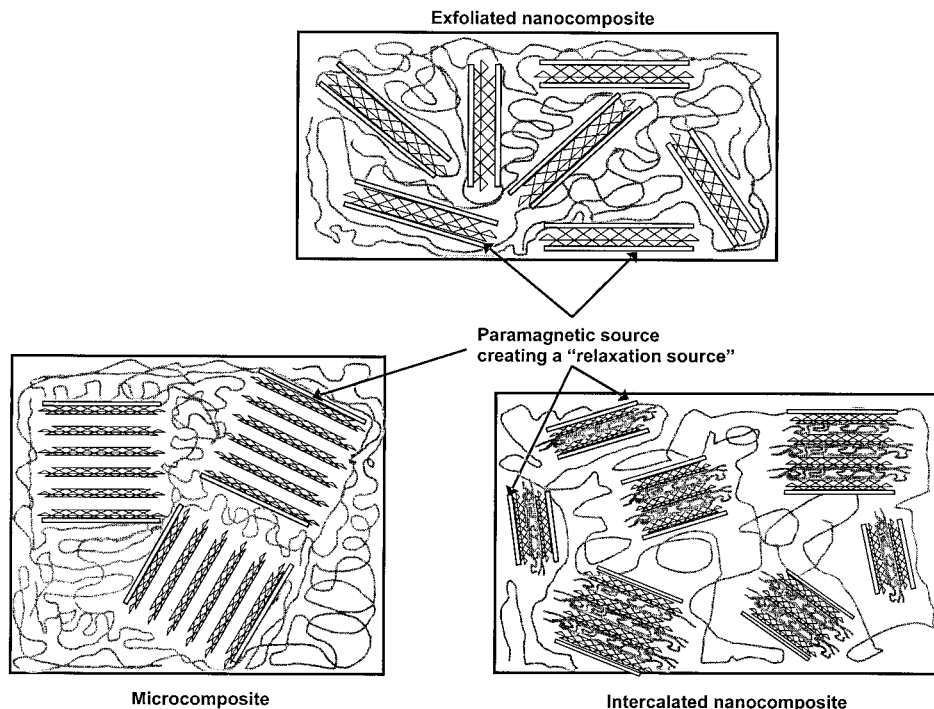 Exfoliated nanocomposite
Paramagnetic source
creating a “relaxation source”
Microcomposite
Intercalated nanocomposite